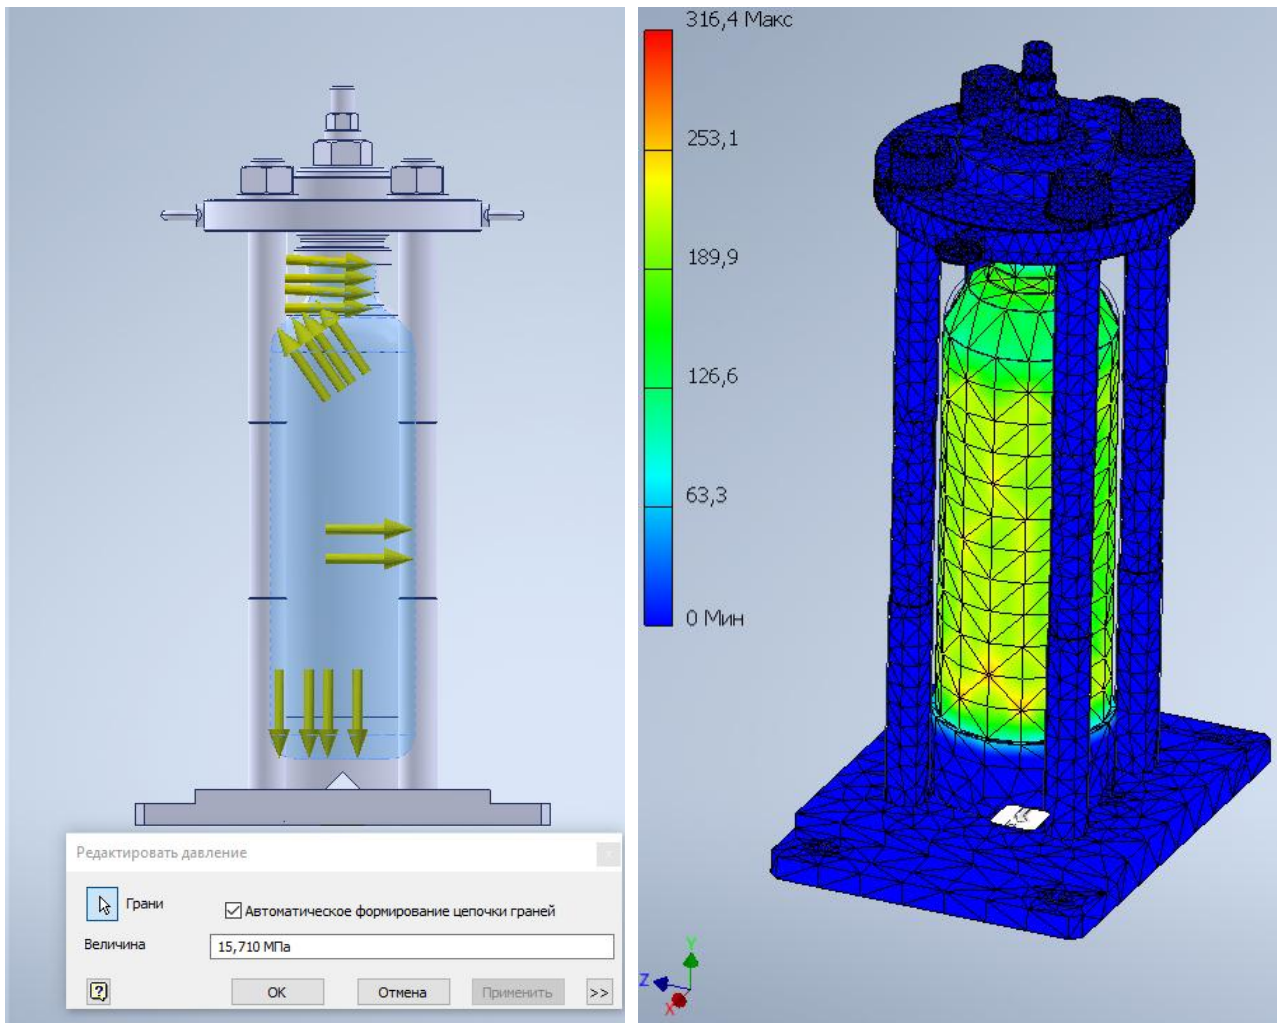 316,4 Макс
253,1
189,9
126,6
63,3
0 Мин
Редактировать давление
Грани
Автоматическое формирование цепочки граней
Величина
15,710 МПа
OK
Отмена
Применить
>>
Y
Z
X